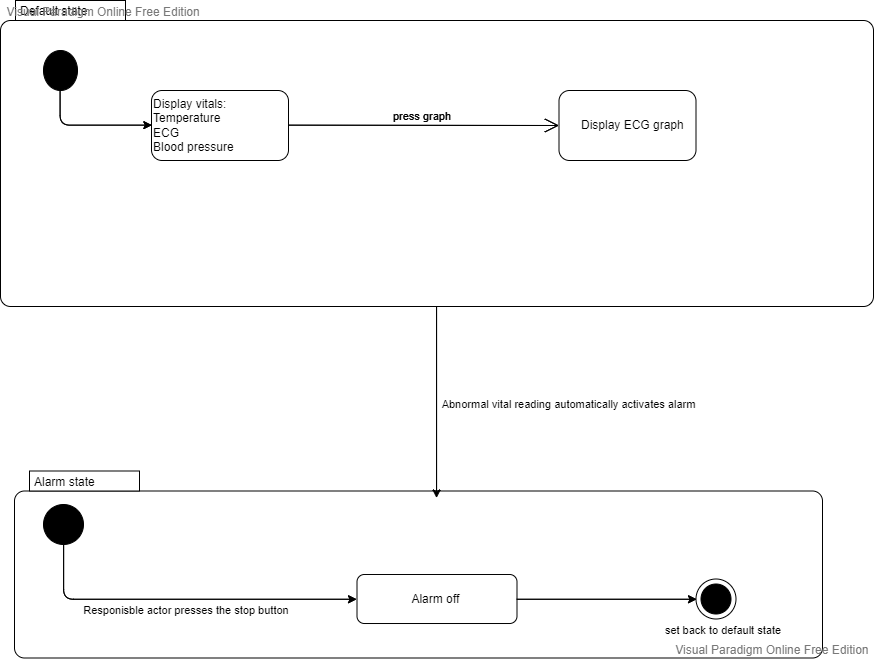 Default state
Visual Paradigm Online Free Edition
Display vitals:
Temperature
ECG
Blood pressure
press graph
Display ECG graph
Abnormal vital reading automatically activates alarm
Alarm state
Responisble actor presses the stop button
Alarm off
set back to default state
Visual Paradigm Online Free Edition